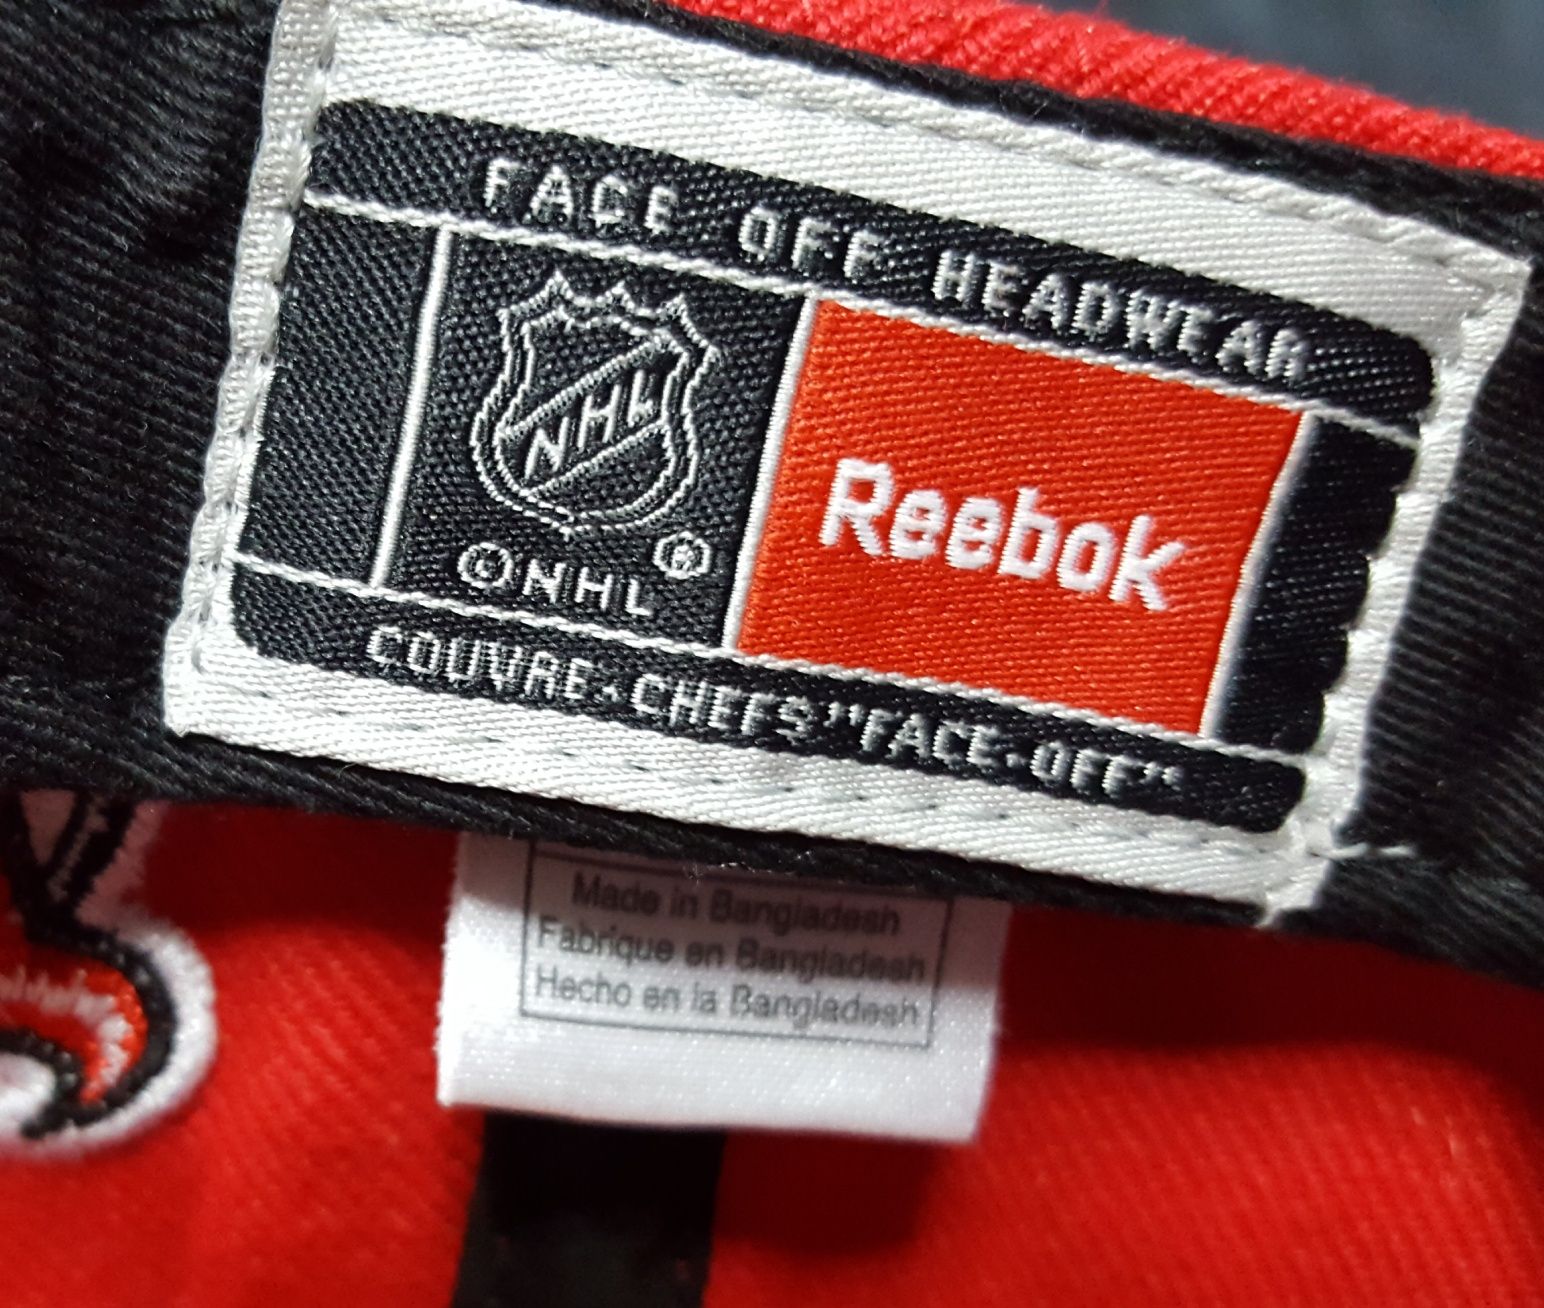 FACE OFF HEADWEAR
NHL
©NHL ®
Reebok
COUVRE-CHEFS "FACE-OFF"
Made in Bangladesh
Fabrique en Bangladesh
Hecho en la Bangladesh